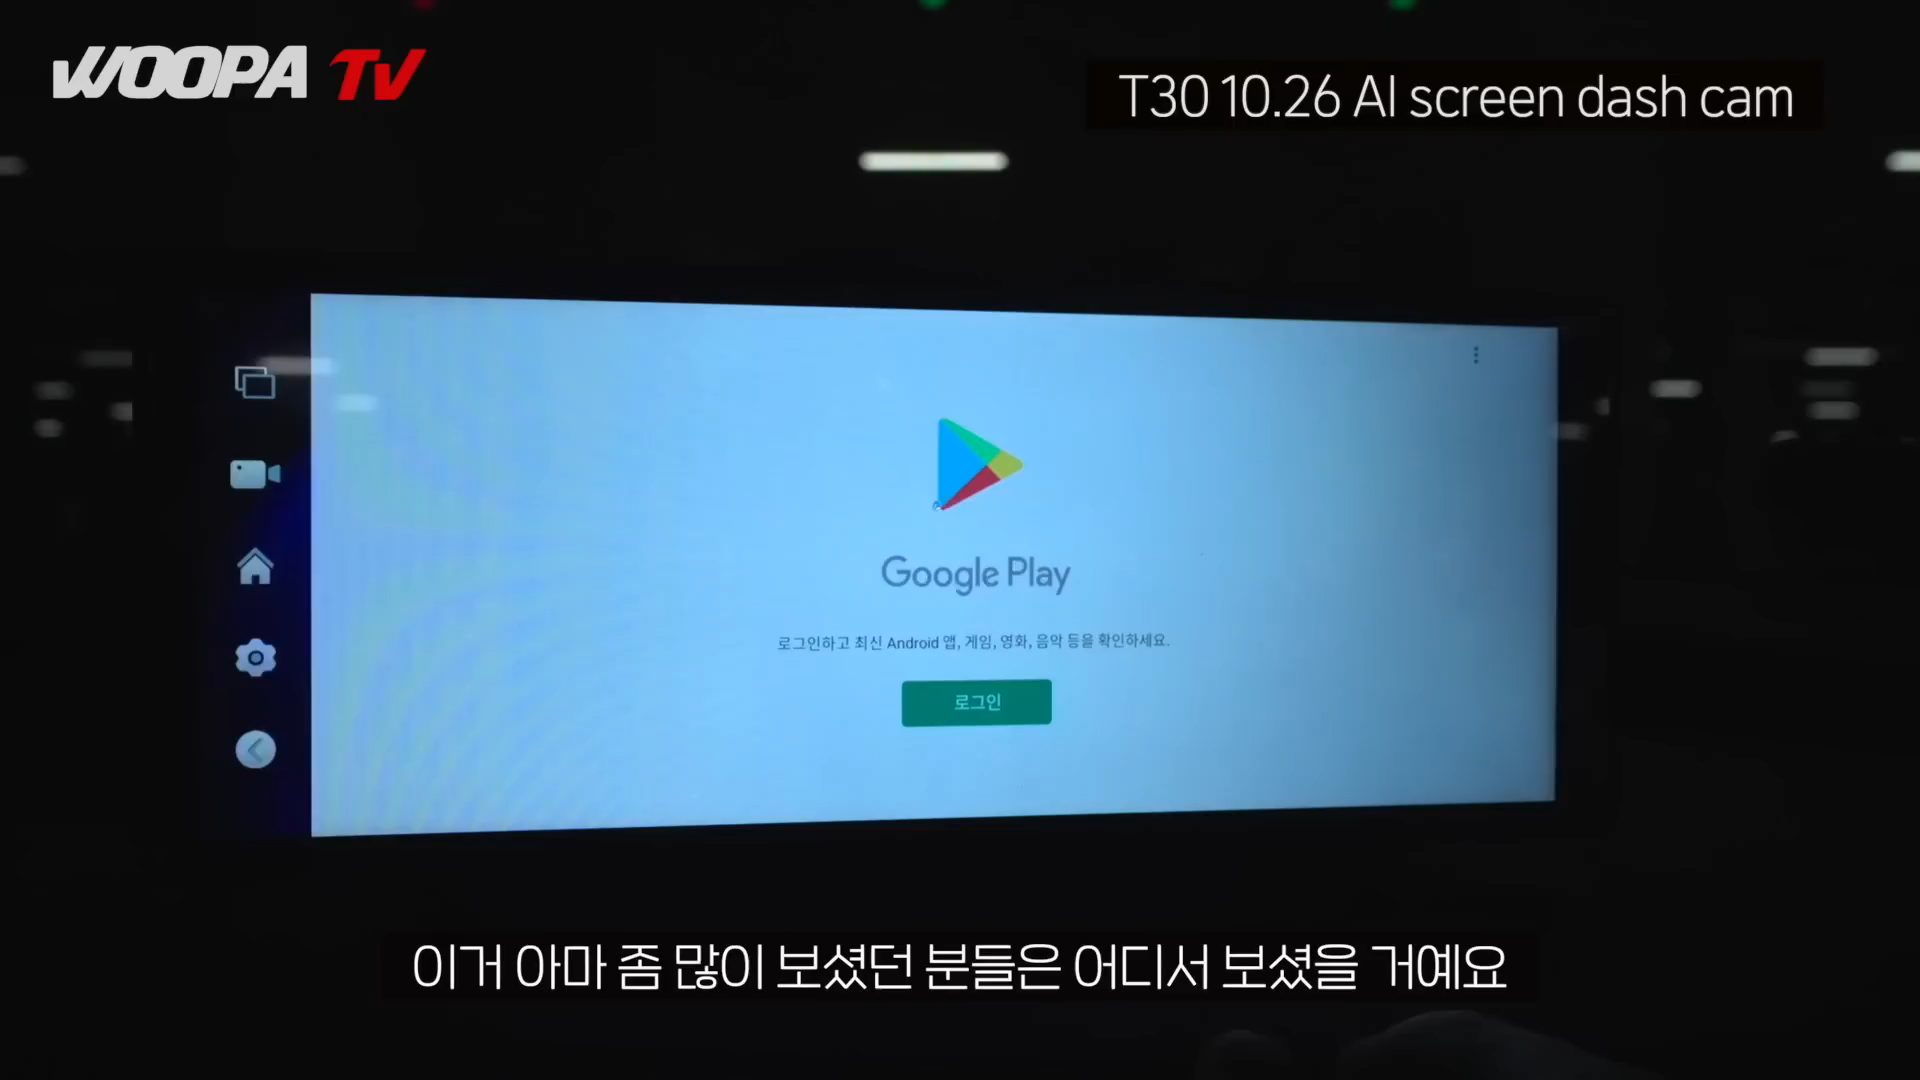 WOOPA TV
T30 10.26 AI screen dash cam
Google Play
로그인하고 최신 Android 앱, 게임, 영화, 음악 등을 확인하세요.
로그인
이거 아마 좀 많이 보셨던 분들은 어디서 보셨을 거예요